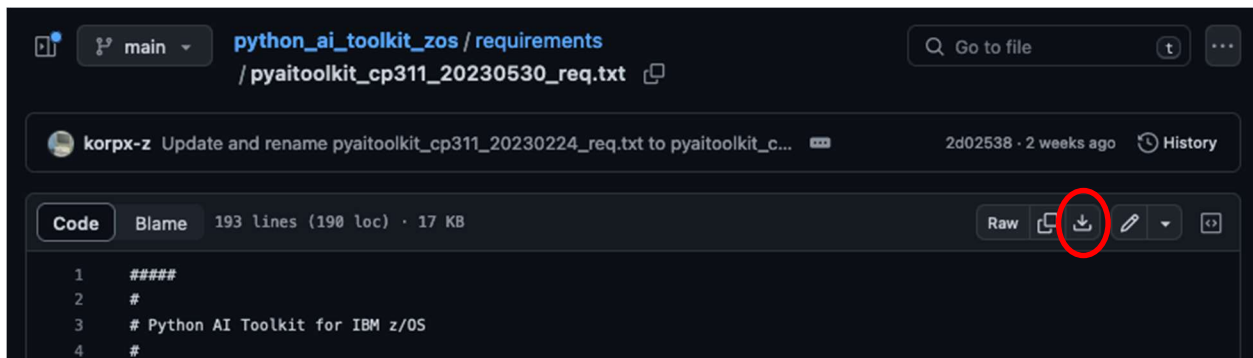 main
python_ai_toolkit_zos / requirements
/ pyaitoolkit_cp311_20230530_req.txt
Go to file
t
korpx-z Update and rename pyaitoolkit_cp311_20230224_req.txt to pyaitoolkit_c...
2d02538 · 2 weeks ago
History
Code
Blame
193 lines (190 loc) · 17 KB
Raw
1 #####
2 #
3 # Python AI Toolkit for IBM z/OS
4 #